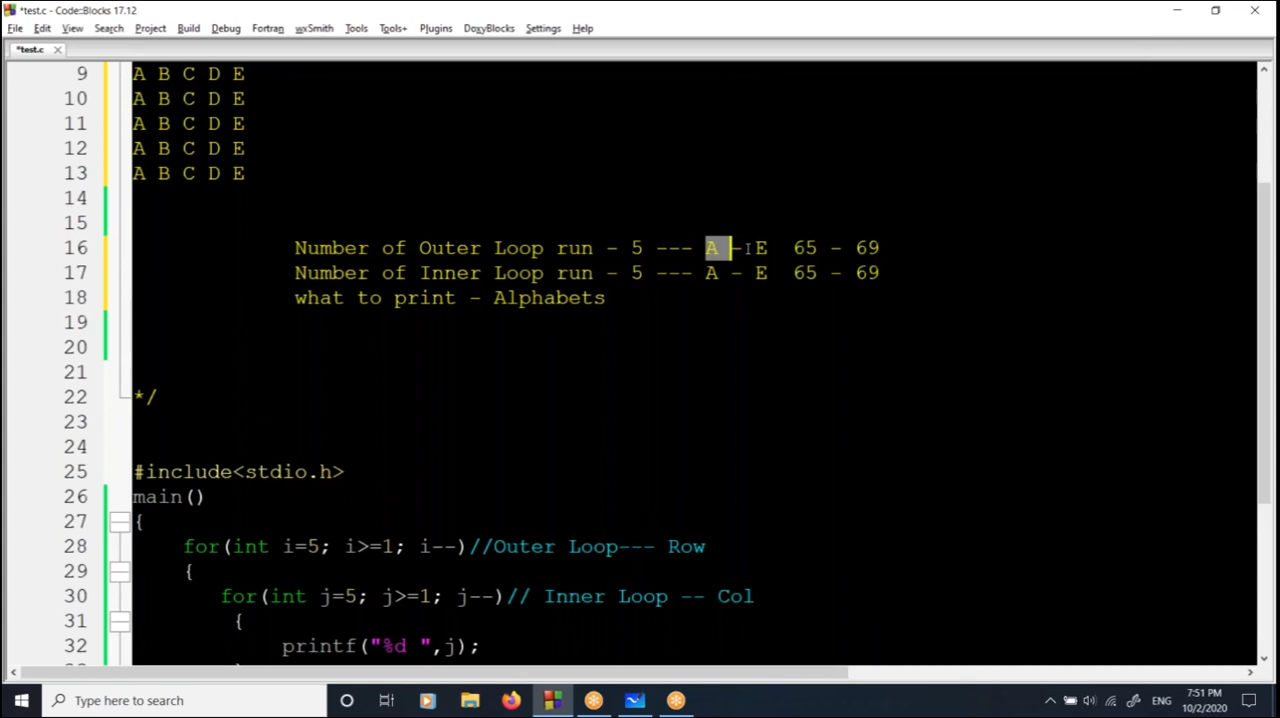 *test.c - Code::Blocks 17.12
File Edit View Search Project Build Debug Fortran wxSmith Tools Tools+ Plugins DoxyBlocks Settings Help
*test.c
9 A B C D E
10 A B C D E
11 A B C D E
12 A B C D E
13 A B C D E
14
15
16 Number of Outer Loop run - 5 --- A - E 65 - 69
17 Number of Inner Loop run - 5 --- A - E 65 - 69
18 what to print - Alphabets
19
20
21
22 */
23
24
25 #include<stdio.h>
26 main()
27 {
28 for(int i=5; i>=1; i--)//Outer Loop--- Row
29 {
30 for(int j=5; j>=1; j--)// Inner Loop -- Col
31 {
32 printf("%d ",j);
Type here to search
ENG
7:51 PM
10/2/2020